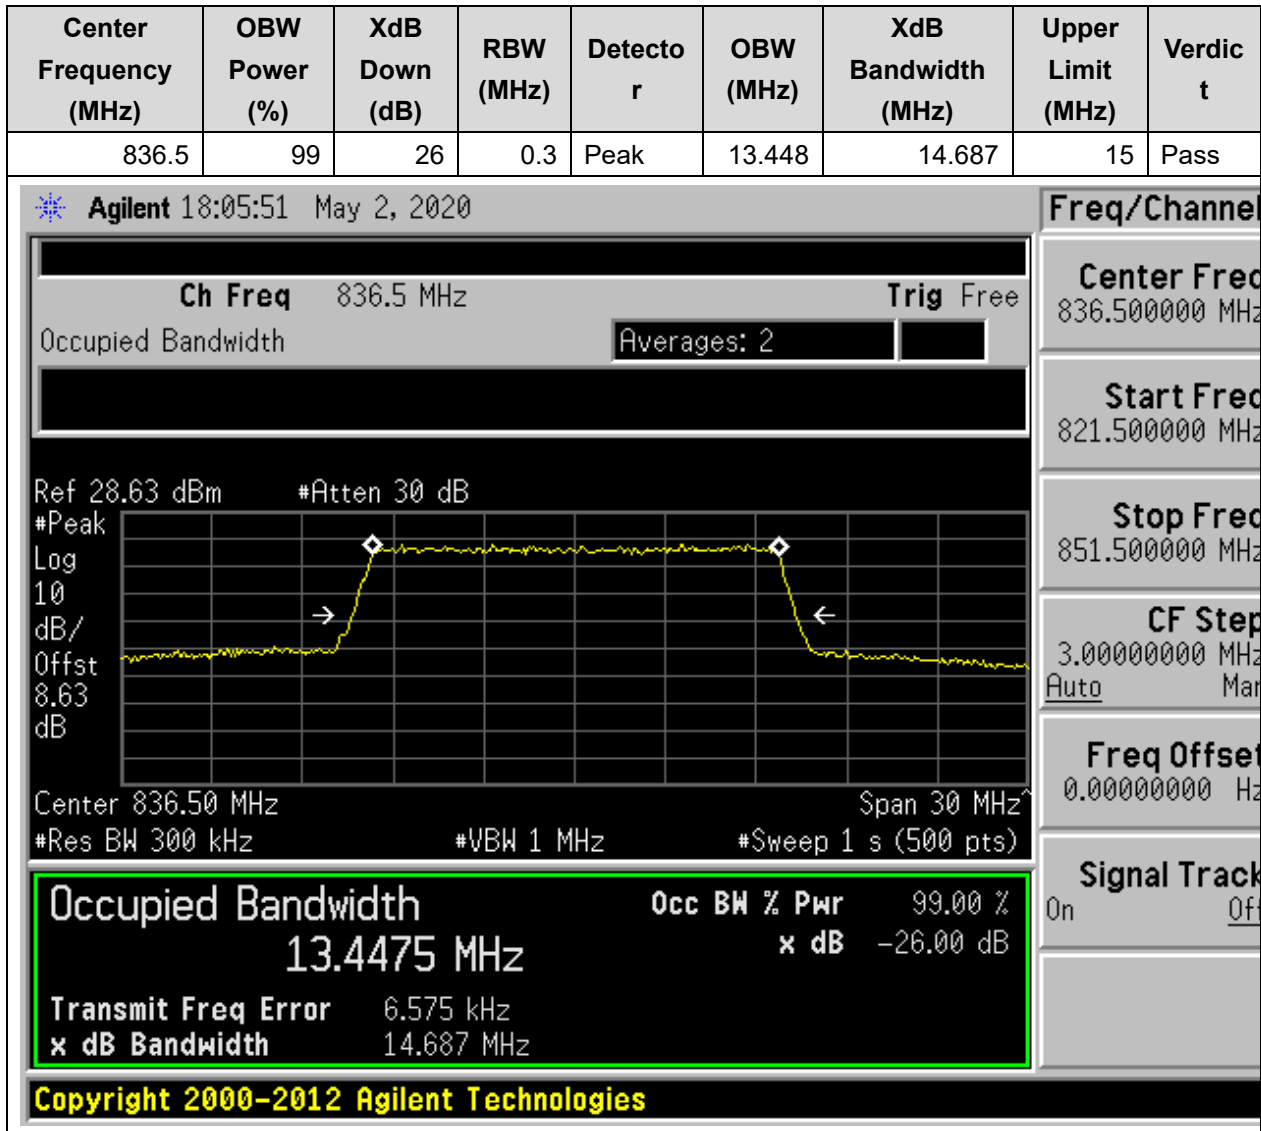 Center Frequency (MHz) OBW Power (%) XdB Down (dB) RBW (MHz) Detector OBW (MHz) XdB Bandwidth (MHz) Upper Limit (MHz) Verdict
836.5 99 26 0.3 Peak 13.448 14.687 15 Pass
Agilent 18:05:51 May 2, 2020
Ch Freq 836.5 MHz Trig Free
Occupied Bandwidth Averages: 2
Ref 28.63 dBm #Atten 30 dB
#Peak
Log
10
dB/
Offst
8.63
dB
Center 836.50 MHz Span 30 MHz^
#Res BW 300 kHz #VBW 1 MHz #Sweep 1 s (500 pts)
Occupied Bandwidth Occ BW % Pwr 99.00 %
13.4475 MHz x dB -26.00 dB
Transmit Freq Error 6.575 kHz
x dB Bandwidth 14.687 MHz
Copyright 2000-2012 Agilent Technologies
Freq/Channel
Center Freq
836.500000 MHz
Start Freq
821.500000 MHz
Stop Freq
851.500000 MHz
CF Step
3.00000000 MHz
Auto Man
Freq Offset
0.00000000 Hz
Signal Track
On Off